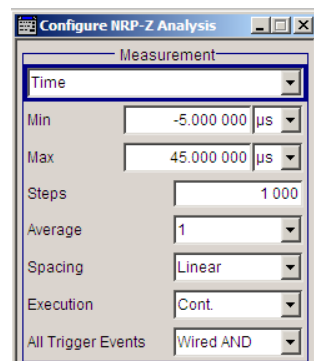 Configure NRP-Z Analysis
Measurement
Time
Min -5.000 000 µs
Max 45.000 000 µs
Steps 1 000
Average 1
Spacing Linear
Execution Cont.
All Trigger Events Wired AND